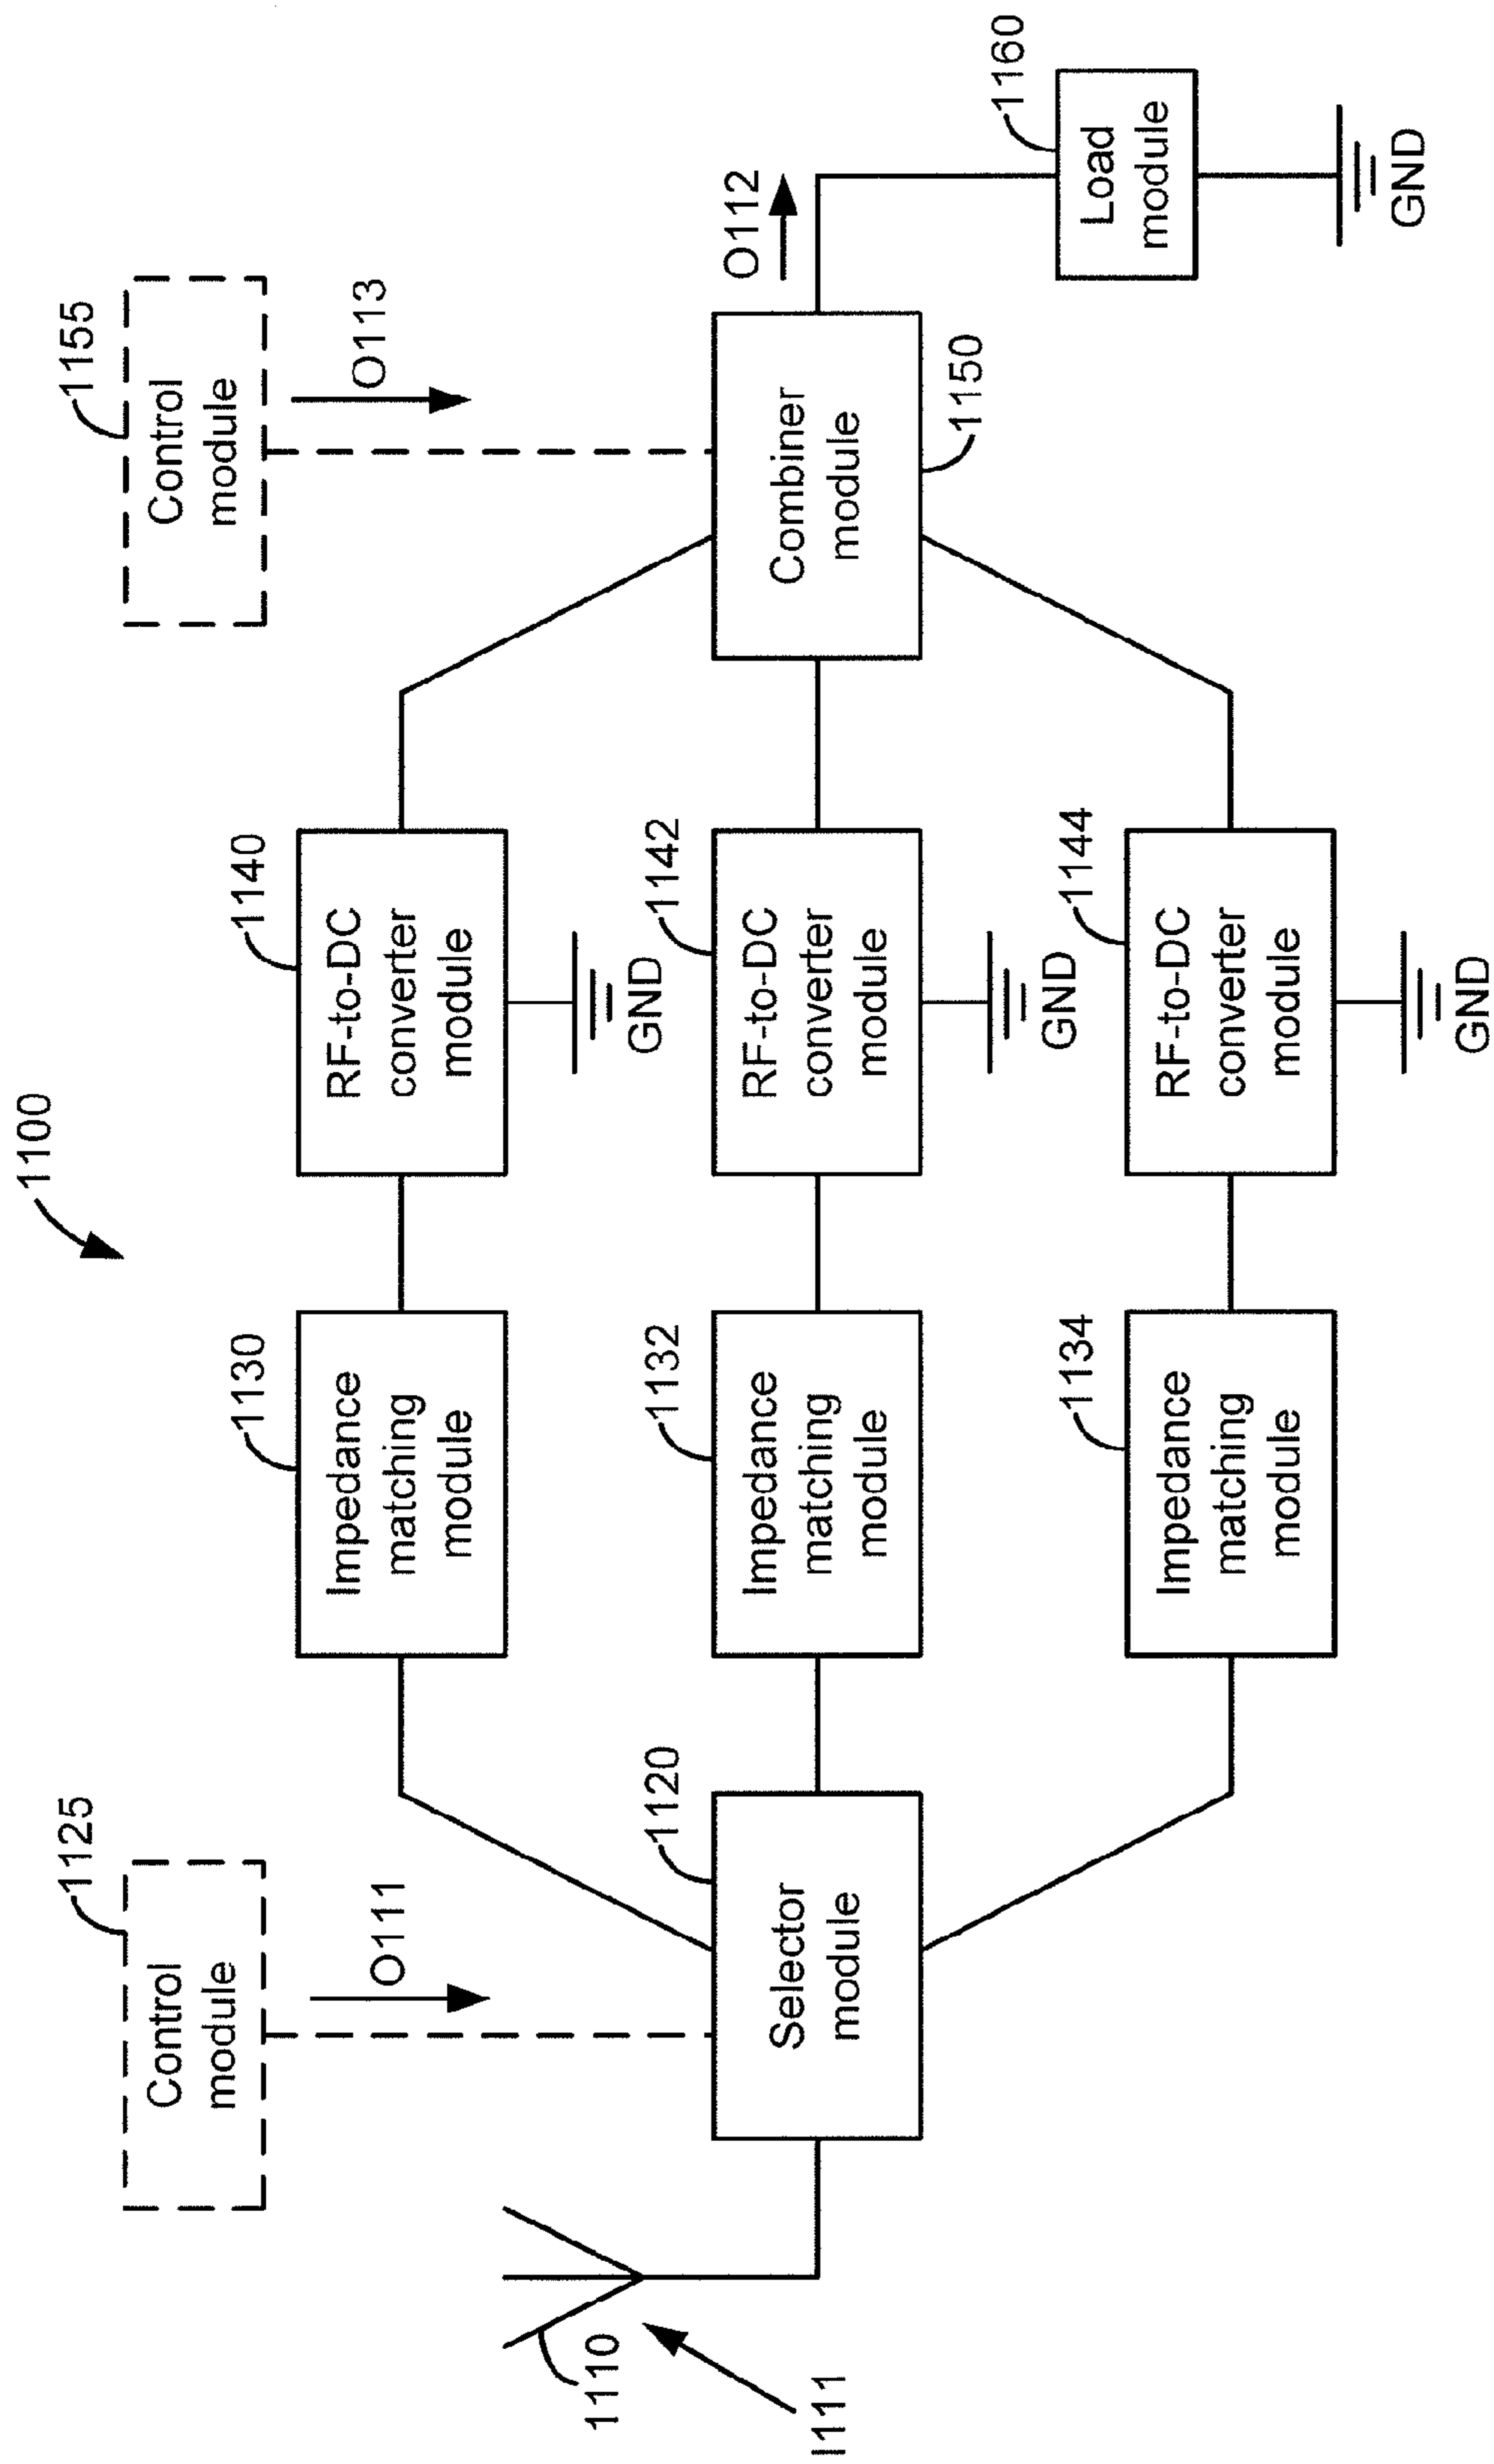 1100
1125
Control
module
O111
1155
Control
module
O113
1130
Impedance
matching
module
1140
RF-to-DC
converter
module
GND
1110
I111
1120
Selector
module
1132
Impedance
matching
module
1142
RF-to-DC
converter
module
GND
Combiner
module
1150
O112
1160
Load
module
GND
1134
Impedance
matching
module
1144
RF-to-DC
converter
module
GND